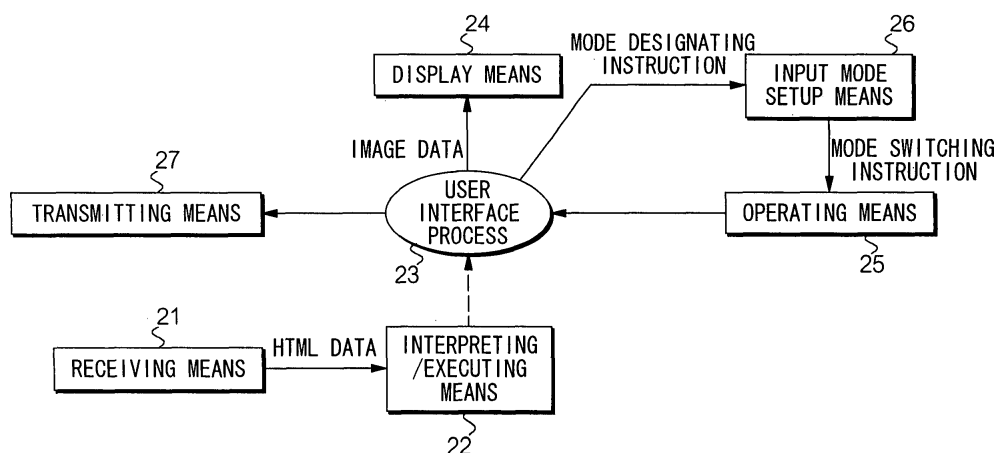 24
DISPLAY MEANS
MODE DESIGNATING
INSTRUCTION
26
INPUT MODE
SETUP MEANS
IMAGE DATA
MODE SWITCHING
INSTRUCTION
27
TRANSMITTING MEANS
USER
INTERFACE
PROCESS
23
OPERATING MEANS
25
21
RECEIVING MEANS
HTML DATA
INTERPRETING
/EXECUTING
MEANS
22